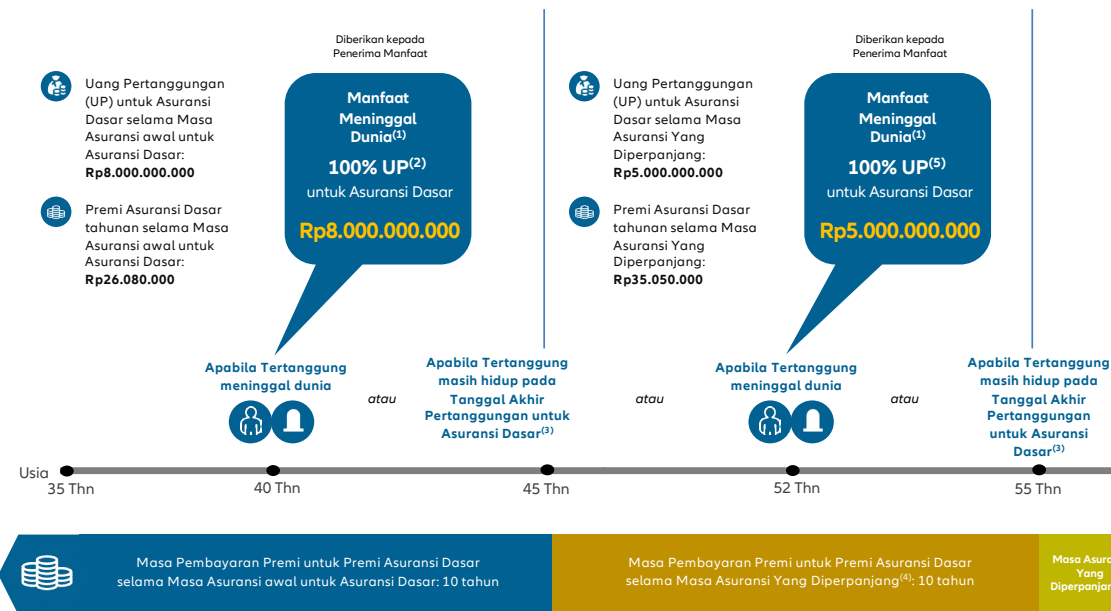 Diberikan kepada
Penerima Manfaat
Uang Pertanggungan
(UP) untuk Asuransi
Dasar selama Masa
Asuransi awal untuk
Asuransi Dasar:
Rp8.000.000.000
Premi Asuransi Dasar
tahunan selama Masa
Asuransi awal untuk
Asuransi Dasar:
Rp26.080.000
Manfaat
Meninggal
Dunia(1)
100% UP(2)
untuk Asuransi Dasar
Rp8.000.000.000
Apabila Tertanggung
meninggal dunia
atau
Apabila Tertanggung
masih hidup pada
Tanggal Akhir
Pertanggungan untuk
Asuransi Dasar(3)
atau
Diberikan kepada
Penerima Manfaat
Uang Pertanggungan
(UP) untuk Asuransi
Dasar selama Masa
Asuransi Yang
Diperpanjang:
Rp5.000.000.000
Premi Asuransi Dasar
tahunan selama Masa
Asuransi Yang
Diperpanjang:
Rp35.050.000
Manfaat
Meninggal
Dunia(1)
100% UP(5)
untuk Asuransi Dasar
Rp5.000.000.000
Apabila Tertanggung
meninggal dunia
atau
Apabila Tertanggung
masih hidup pada
Tanggal Akhir
Pertanggungan
untuk Asuransi
Dasar(3)
Usia
35 Thn
40 Thn
45 Thn
52 Thn
55 Thn
Masa Pembayaran Premi untuk Premi Asuransi Dasar
selama Masa Asuransi awal untuk Asuransi Dasar: 10 tahun
Masa Pembayaran Premi untuk Premi Asuransi Dasar
selama Masa Asuransi Yang Diperpanjang(4): 10 tahun
Masa
Yang